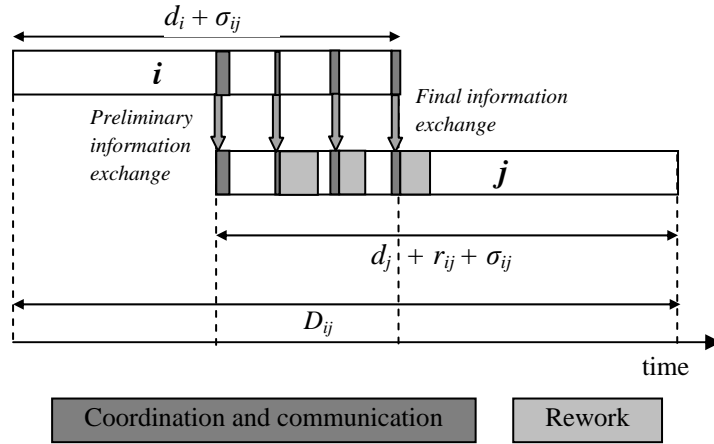 d_i + σ_ij
i
Preliminary
information
exchange
Final information
exchange
j
d_j + r_ij + σ_ij
D_ij
time
Coordination and communication
Rework